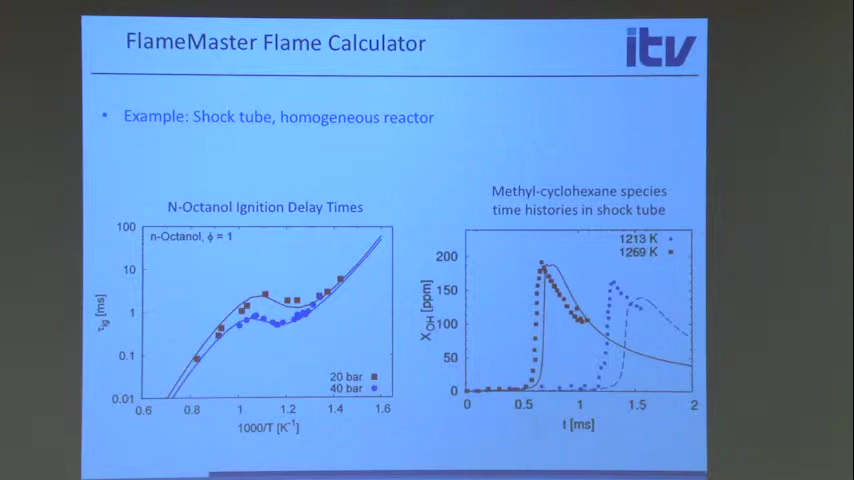 FlameMaster Flame Calculator
itv
• Example: Shock tube, homogeneous reactor
N-Octanol Ignition Delay Times
n-Octanol, ϕ = 1
τig [ms]
100
10
1
0.1
0.01
20 bar
40 bar
0.6 0.8 1 1.2 1.4 1.6
1000/T [K-1]
Methyl-cyclohexane species
time histories in shock tube
1213 K
1269 K
XOH [ppm]
200
150
100
50
0
0 0.5 1 1.5 2
t [ms]